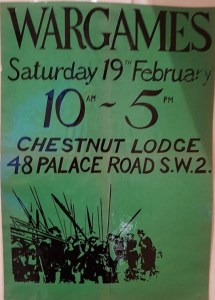 WARGAMES
Saturday 19th February
10 AM ~ 5 PM
CHESTNUT LODGE
48 PALACE ROAD S.W.2.